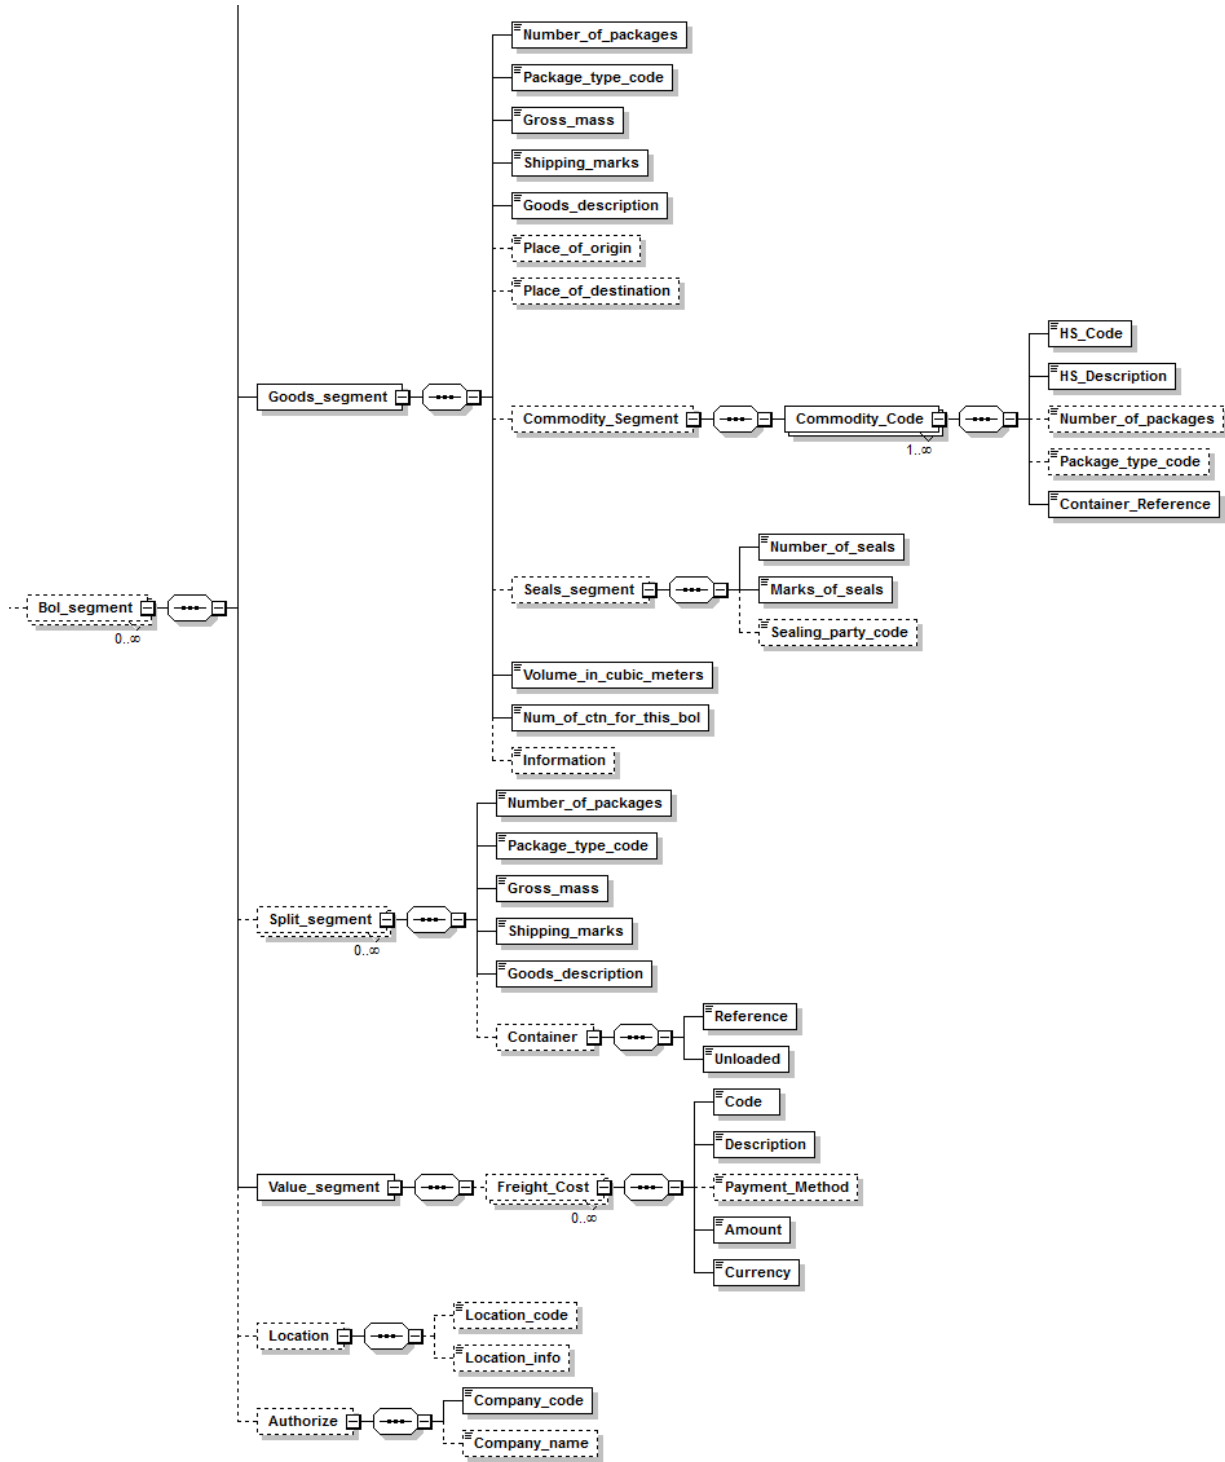 Number_of_packages
Package_type_code
Gross_mass
Shipping_marks
Goods_description
Place_of_origin
Place_of_destination
Goods_segment
Commodity_Segment
Commodity_Code
1..∞
HS_Code
HS_Description
Number_of_packages
Package_type_code
Container_Reference
Seals_segment
Number_of_seals
Marks_of_seals
Sealing_party_code
Bol_segment
0..∞
Volume_in_cubic_meters
Num_of_ctn_for_this_bol
Information
Split_segment
0..∞
Number_of_packages
Package_type_code
Gross_mass
Shipping_marks
Goods_description
Container
Reference
Unloaded
Value_segment
Freight_Cost
0..∞
Code
Description
Payment_Method
Amount
Currency
Location
Location_code
Location_info
Authorize
Company_code
Company_name